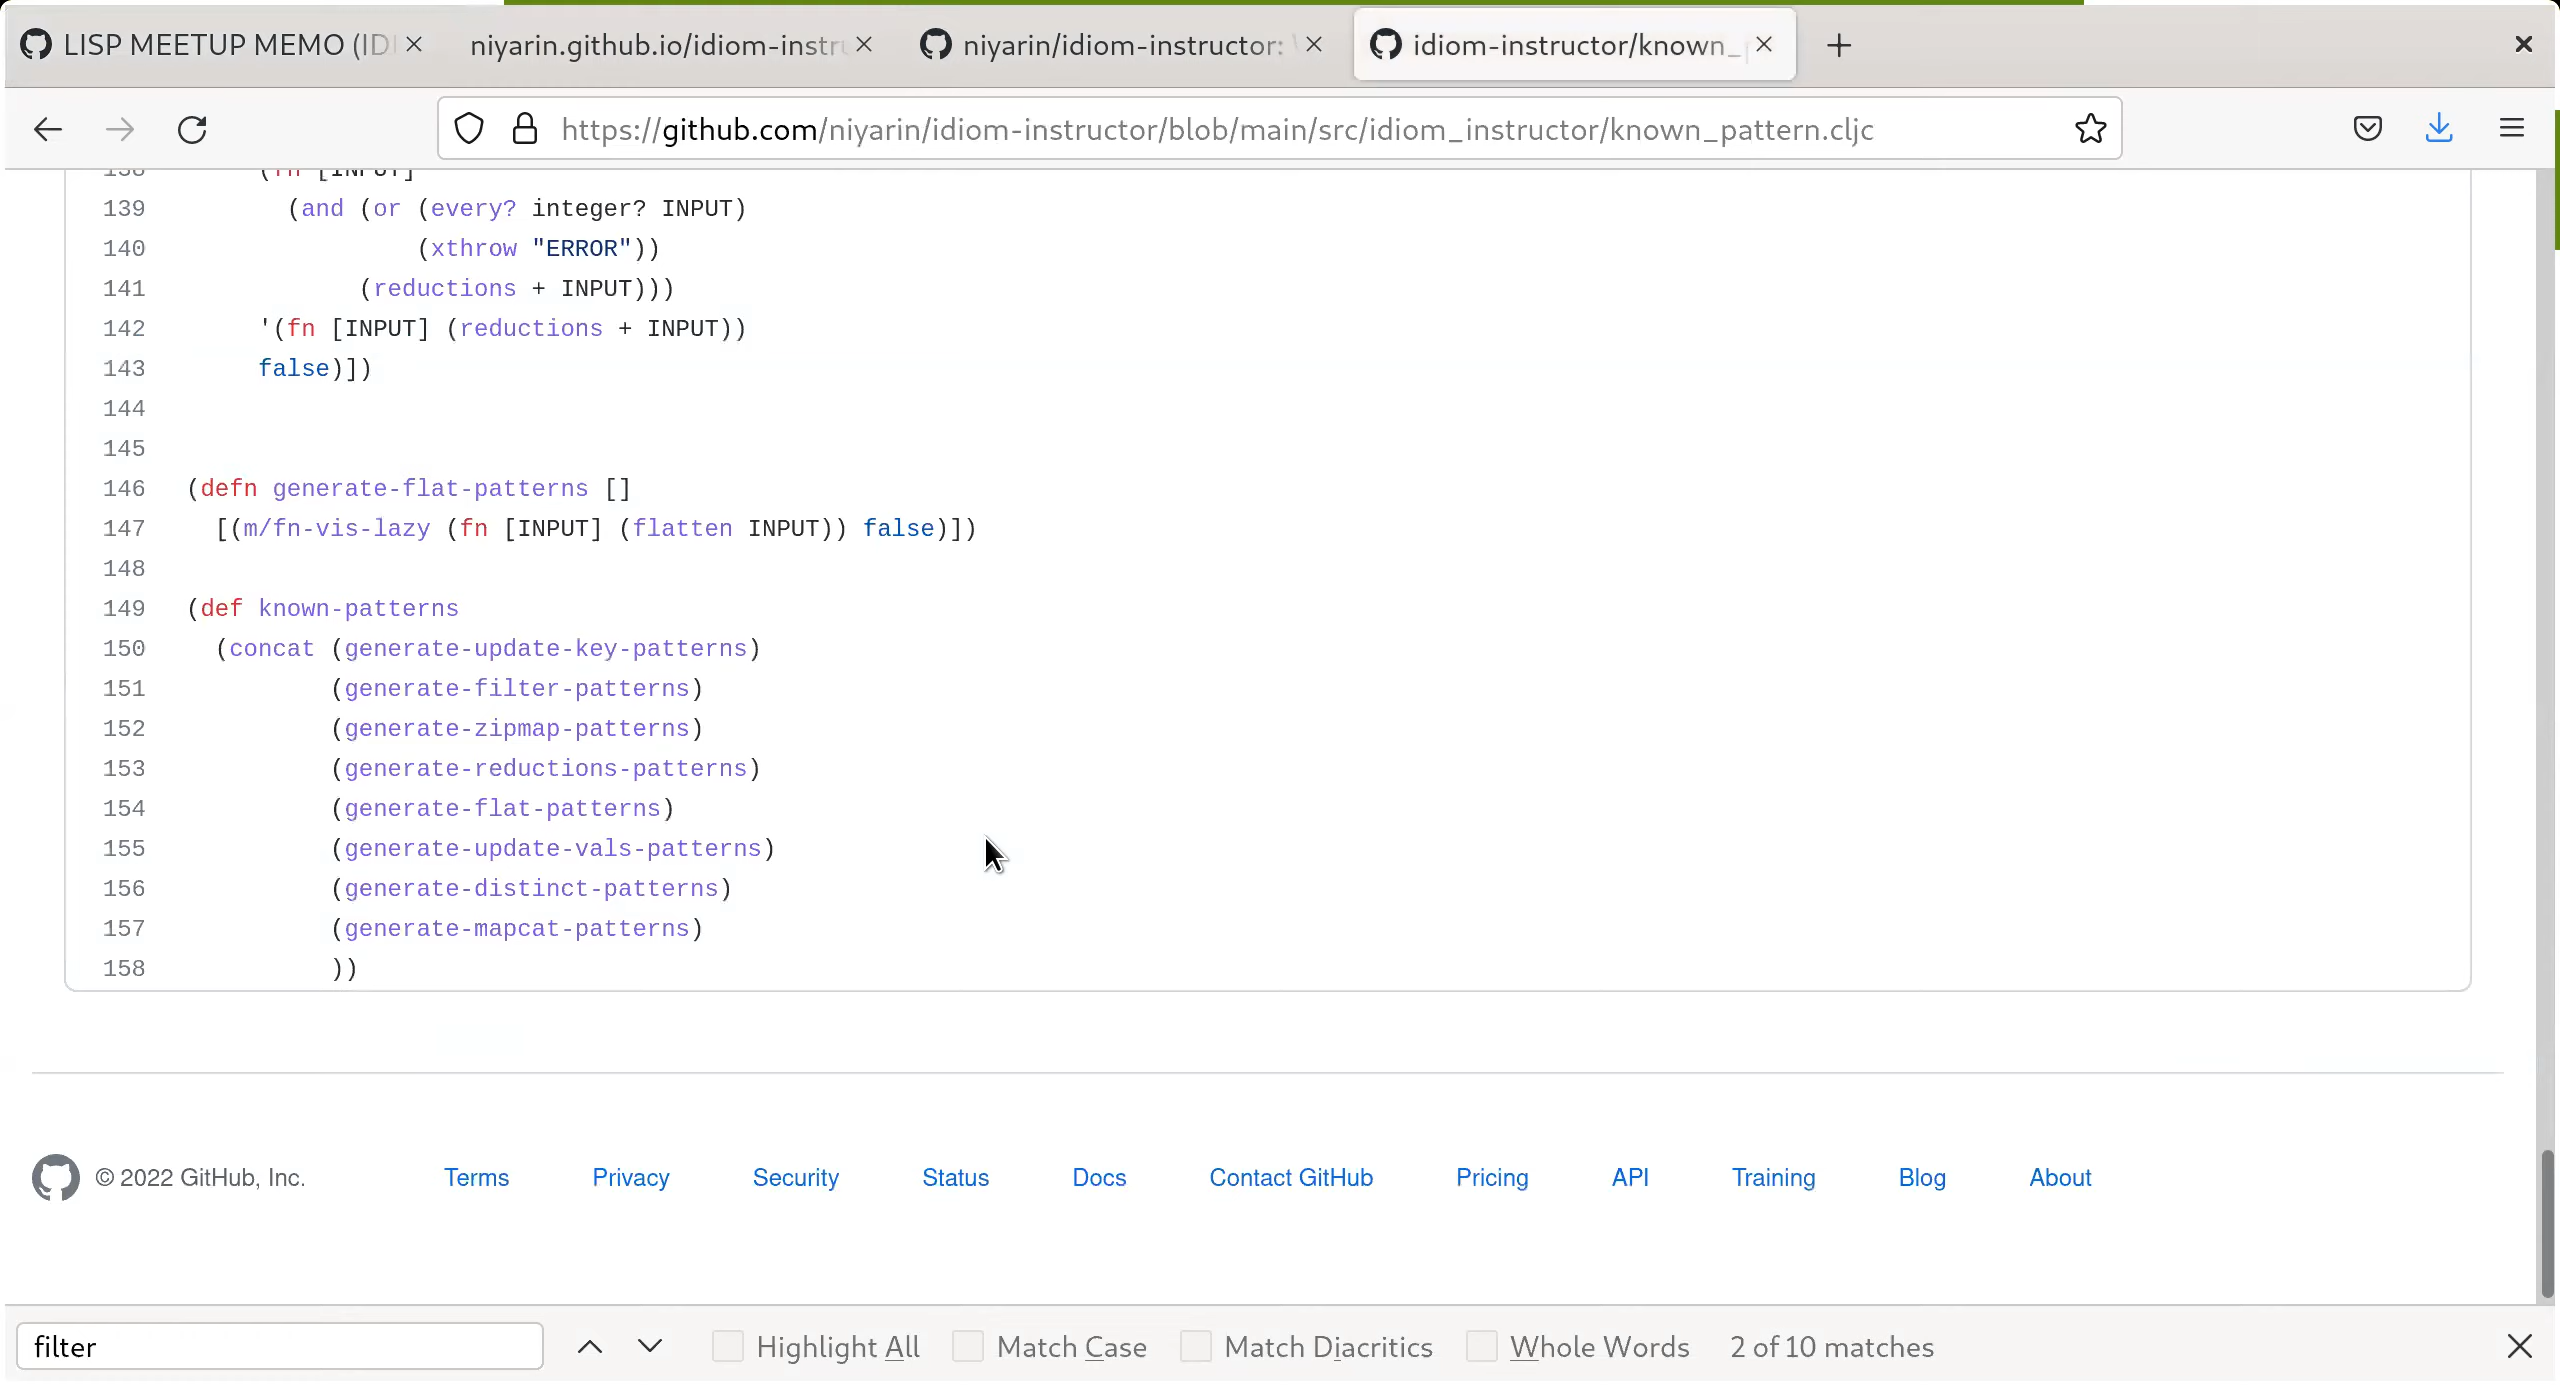 LISP MEETUP MEMO (ID
niyarin.github.io/idiom-instru
niyarin/idiom-instructor:
idiom-instructor/known_
https://github.com/niyarin/idiom-instructor/blob/main/src/idiom_instructor/known_pattern.cljc
138 (fn [INPUT]
139 (and (or (every? integer? INPUT)
140 (xthrow "ERROR"))
141 (reductions + INPUT)))
142 '(fn [INPUT] (reductions + INPUT))
143 false)])
144
145
146 (defn generate-flat-patterns []
147 [(m/fn-vis-lazy (fn [INPUT] (flatten INPUT)) false)])
148
149 (def known-patterns
150 (concat (generate-update-key-patterns)
151 (generate-filter-patterns)
152 (generate-zipmap-patterns)
153 (generate-reductions-patterns)
154 (generate-flat-patterns)
155 (generate-update-vals-patterns)
156 (generate-distinct-patterns)
157 (generate-mapcat-patterns)
158 ))
© 2022 GitHub, Inc. Terms Privacy Security Status Docs Contact GitHub Pricing API Training Blog About
filter Highlight All Match Case Match Diacritics Whole Words 2 of 10 matches